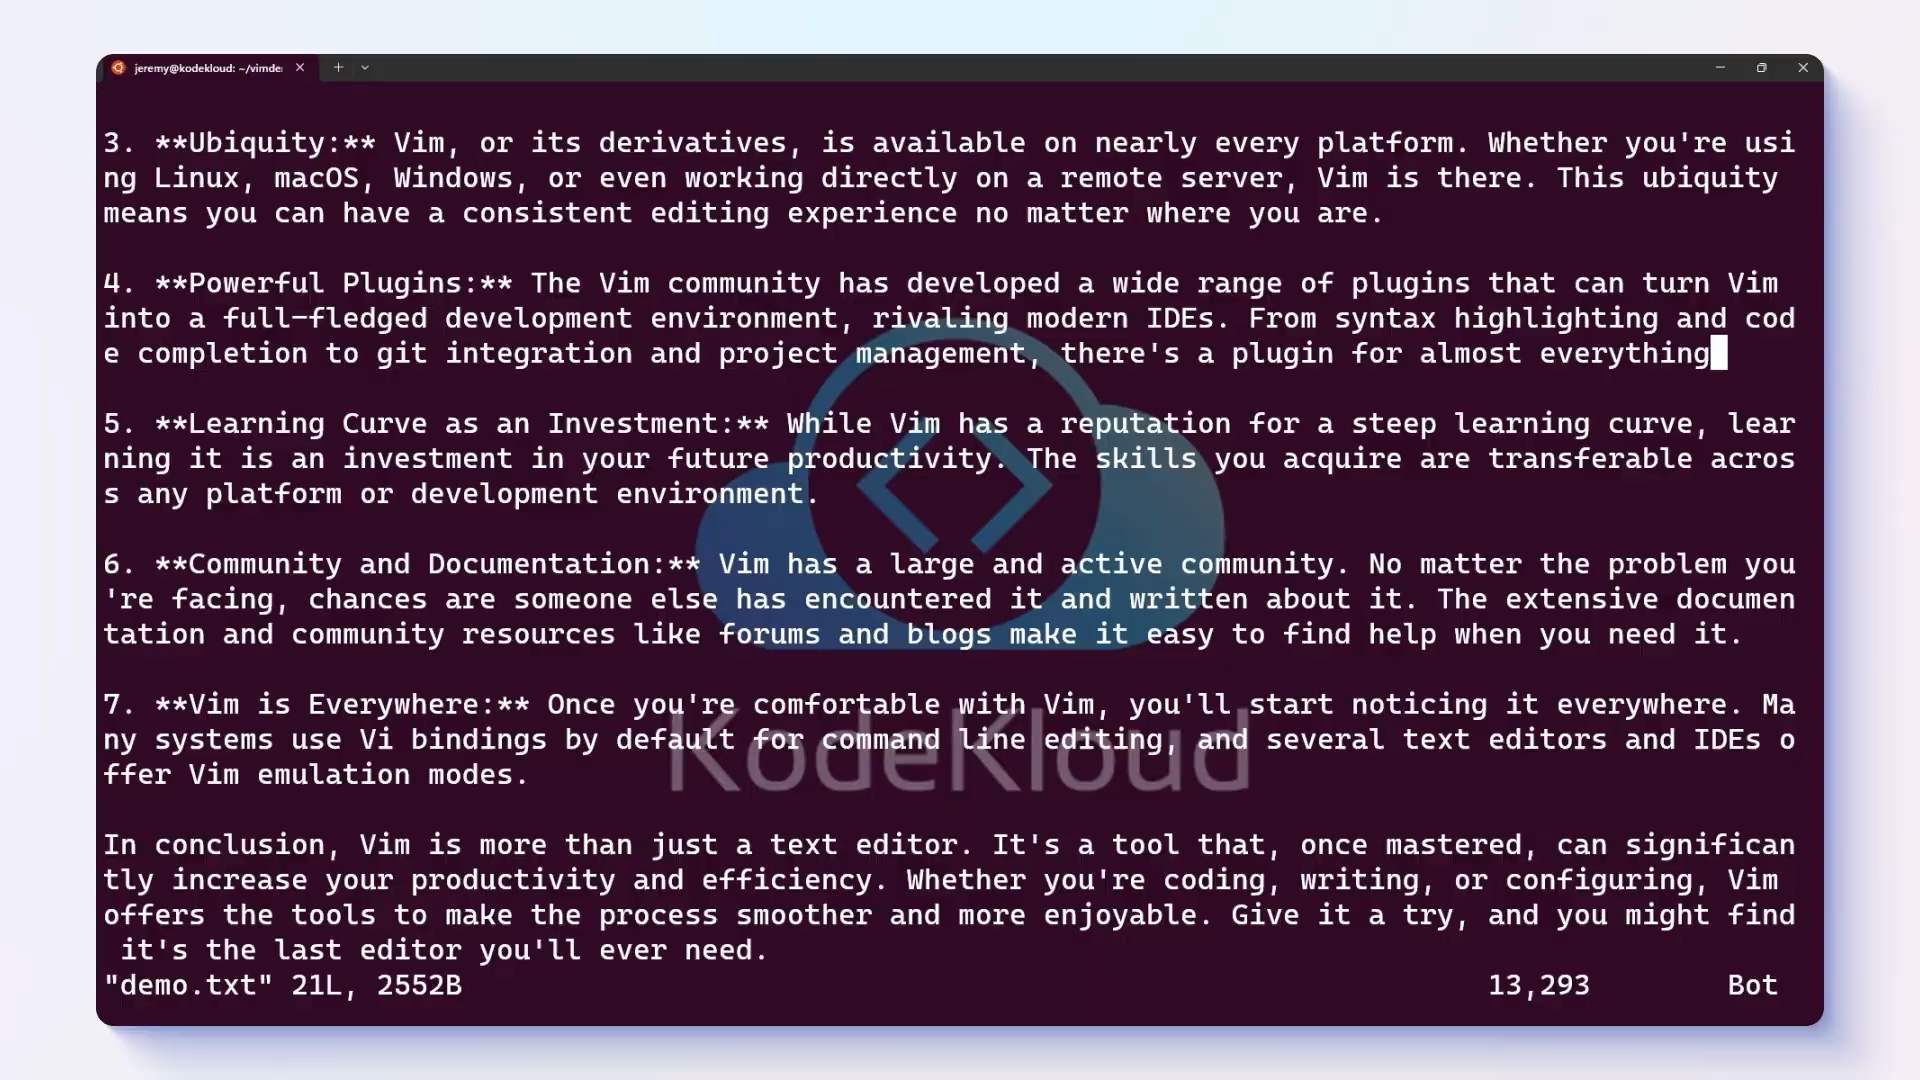 jeremy@kodekloud: ~/vimde
3. **Ubiquity:** Vim, or its derivatives, is available on nearly every platform. Whether you're usi
ng Linux, macOS, Windows, or even working directly on a remote server, Vim is there. This ubiquity
means you can have a consistent editing experience no matter where you are.
4. **Powerful Plugins:** The Vim community has developed a wide range of plugins that can turn Vim
into a full-fledged development environment, rivaling modern IDEs. From syntax highlighting and cod
e completion to git integration and project management, there's a plugin for almost everything
5. **Learning Curve as an Investment:** While Vim has a reputation for a steep learning curve, lear
ning it is an investment in your future productivity. The skills you acquire are transferable acros
s any platform or development environment.
6. **Community and Documentation:** Vim has a large and active community. No matter the problem you
're facing, chances are someone else has encountered it and written about it. The extensive documen
tation and community resources like forums and blogs make it easy to find help when you need it.
7. **Vim is Everywhere:** Once you're comfortable with Vim, you'll start noticing it everywhere. Ma
ny systems use Vi bindings by default for command line editing, and several text editors and IDEs o
ffer Vim emulation modes.
KodeKloud
In conclusion, Vim is more than just a text editor. It's a tool that, once mastered, can significan
tly increase your productivity and efficiency. Whether you're coding, writing, or configuring, Vim
offers the tools to make the process smoother and more enjoyable. Give it a try, and you might find
it's the last editor you'll ever need.
"demo.txt" 21L, 2552B 13,293 Bot